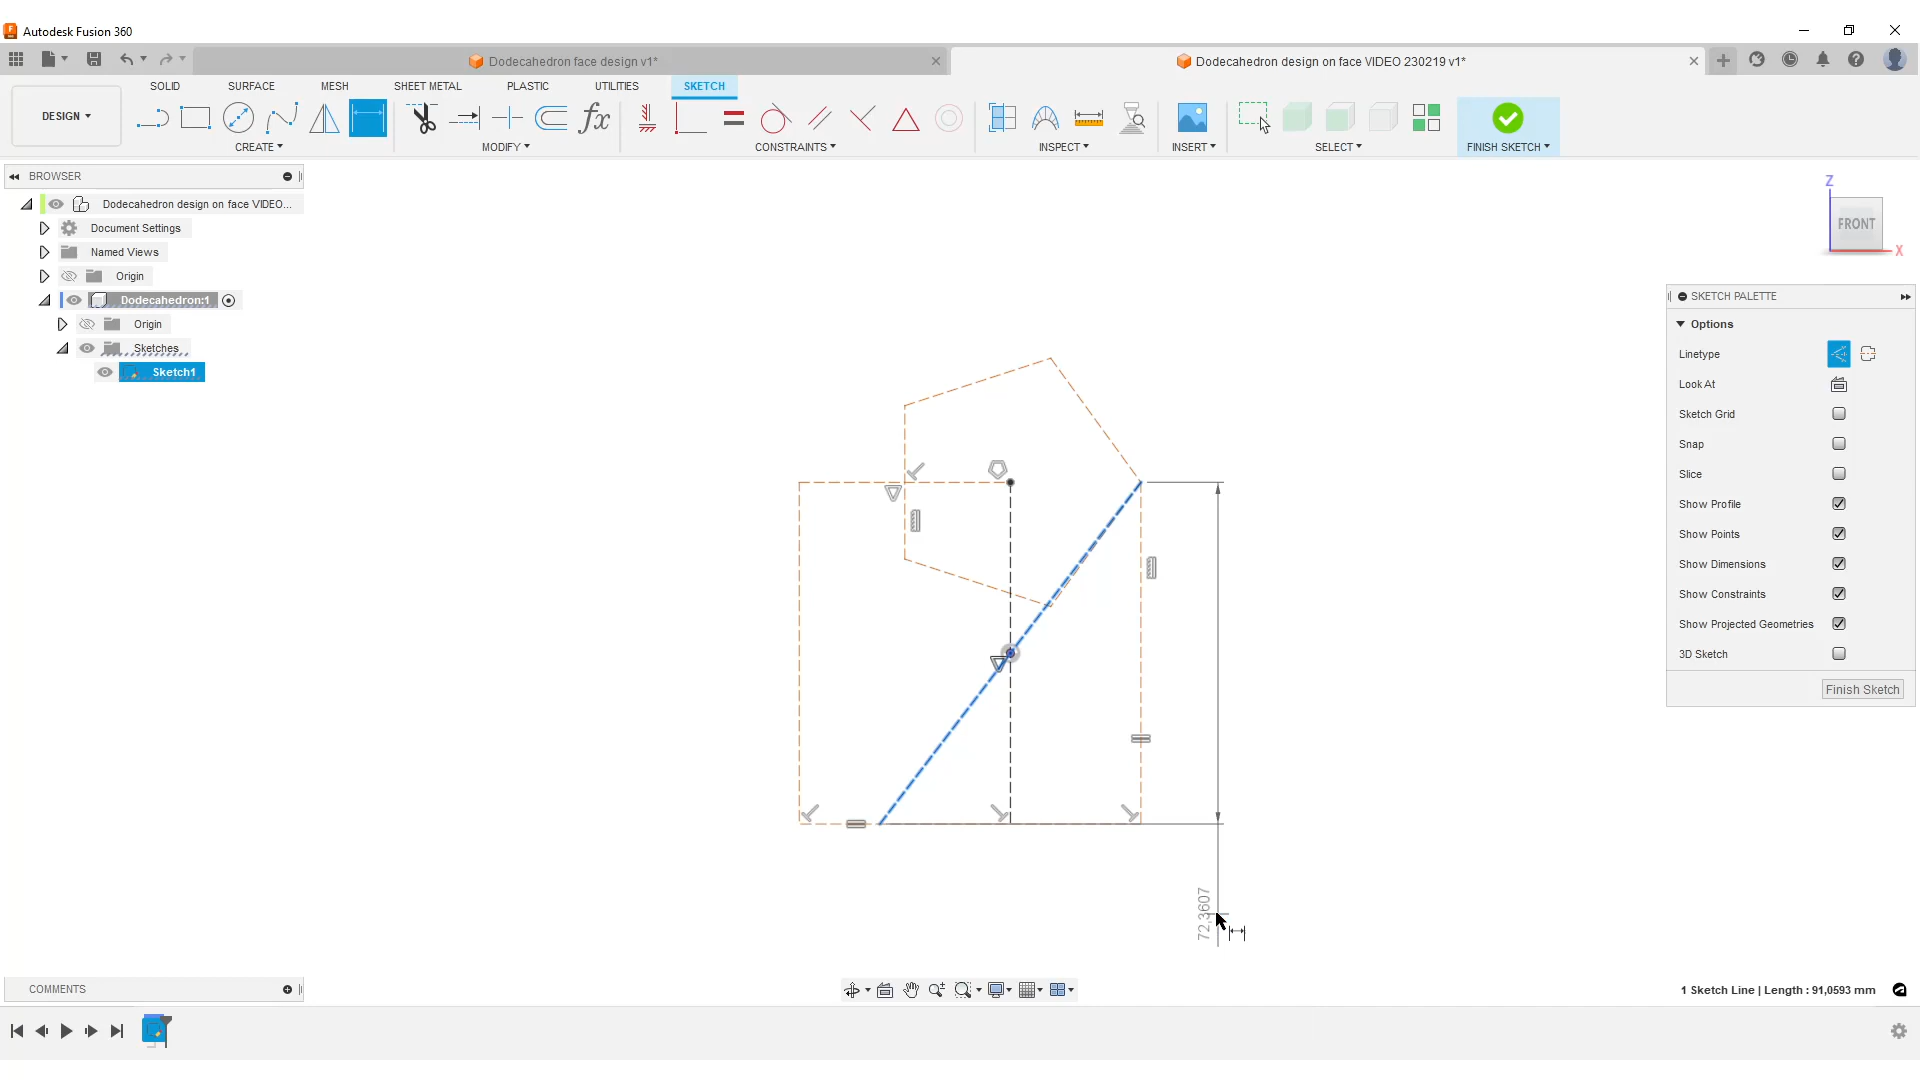 Autodesk Fusion 360
Dodecahedron face design v1*
Dodecahedron design on face VIDEO 230219 v1*
DESIGN
SOLID
SURFACE
MESH
SHEET METAL
PLASTIC
UTILITIES
SKETCH
fx
CREATE
MODIFY
CONSTRAINTS
INSPECT
INSERT
SELECT
FINISH SKETCH
BROWSER
Dodecahedron design on face VIDEO...
Document Settings
Named Views
Origin
Dodecahedron:1
Origin
Sketches
Sketch1
Z
FRONT
X
SKETCH PALETTE
Options
Linetype
Look At
Sketch Grid
Snap
Slice
Show Profile
Show Points
Show Dimensions
Show Constraints
Show Projected Geometries
3D Sketch
Finish Sketch
72,3607
COMMENTS
1 Sketch Line | Length : 91,0593 mm